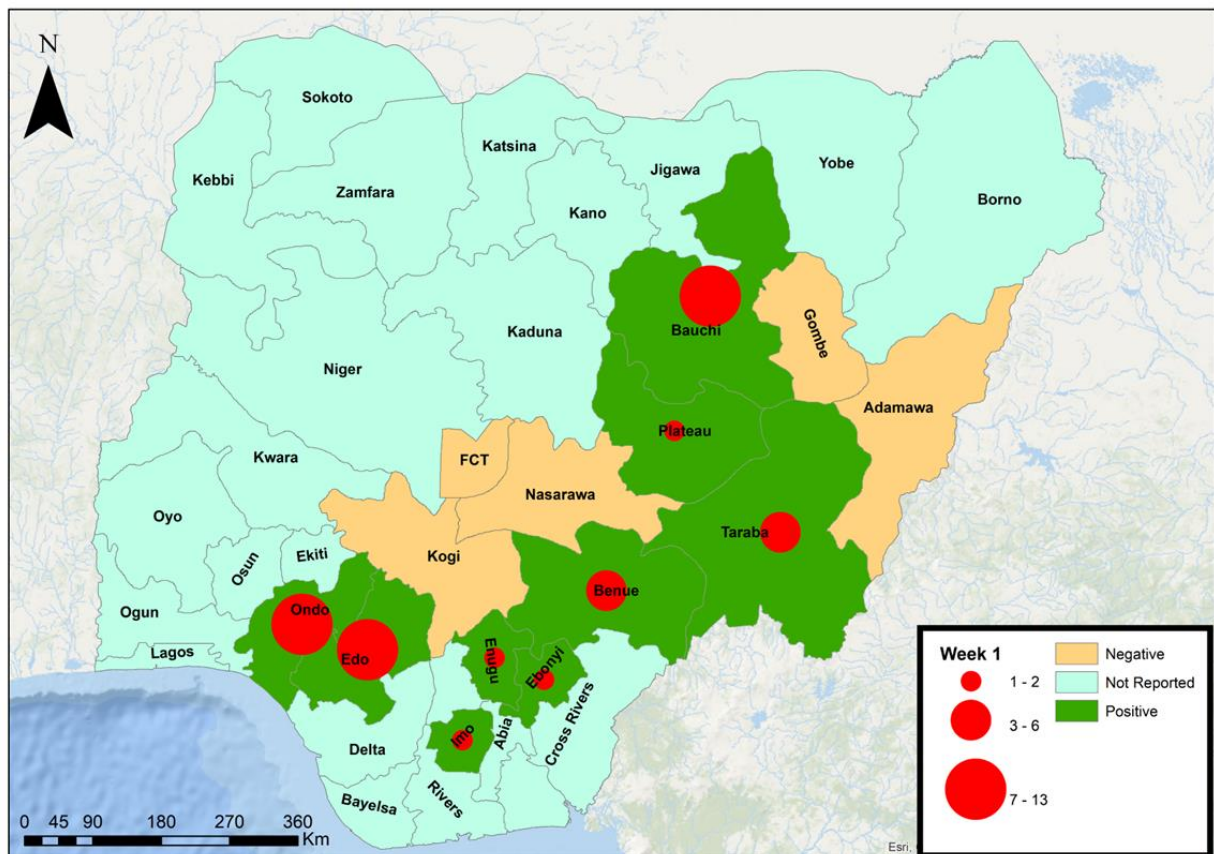 N
Sokoto
Katsina
Kebbi
Zamfara
Jigawa
Yobe
Kano
Borno
Kaduna
Bauchi
Gombe
Niger
Adamawa
Plateau
Kwara
FCT
Nasarawa
Oyo
Taraba
Osun
Ekiti
Kogi
Benue
Ogun
Ondo
Lagos
Edo
Enugu
Ebonyi
Cross Rivers
Delta
Imo
Abia
Bayelsa
Rivers
Week 1
1 - 2
3 - 6
7 - 13
Negative
Not Reported
Positive
0 45 90 180 270 360
Km
Esri,